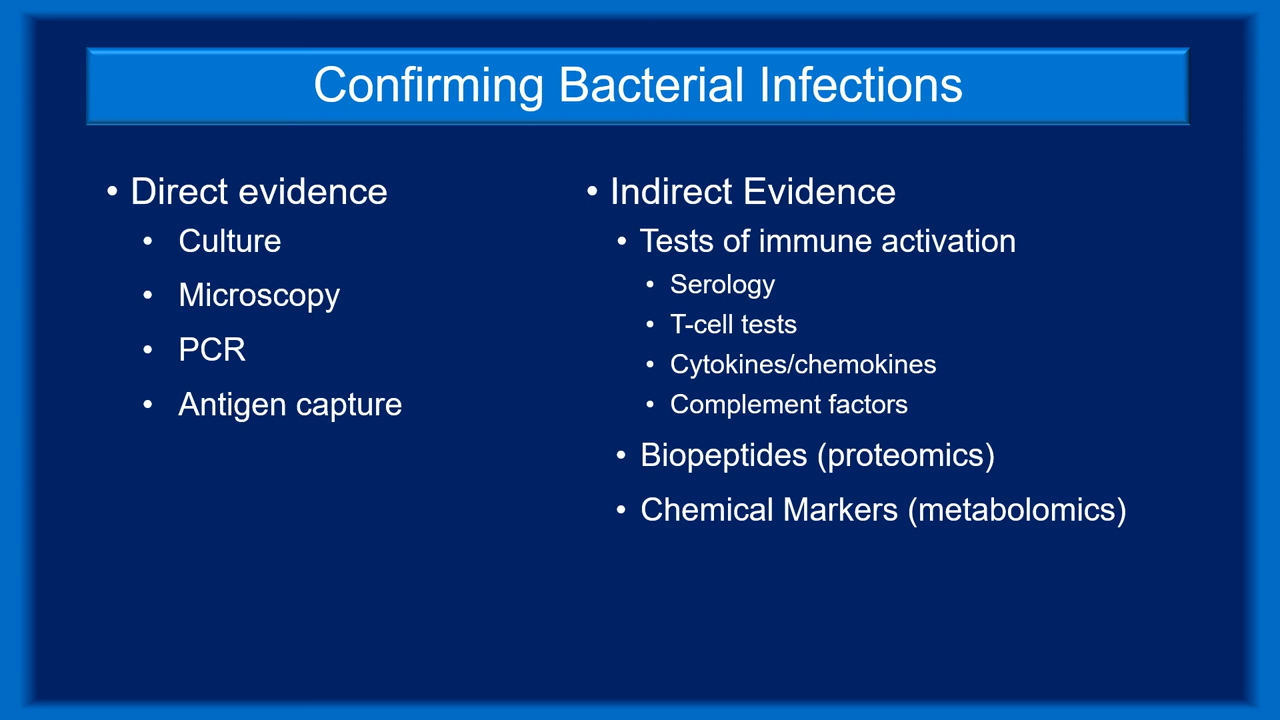 Confirming Bacterial Infections
• Direct evidence
• Culture
• Microscopy
• PCR
• Antigen capture
• Indirect Evidence
• Tests of immune activation
• Serology
• T-cell tests
• Cytokines/chemokines
• Complement factors
• Biopeptides (proteomics)
• Chemical Markers (metabolomics)